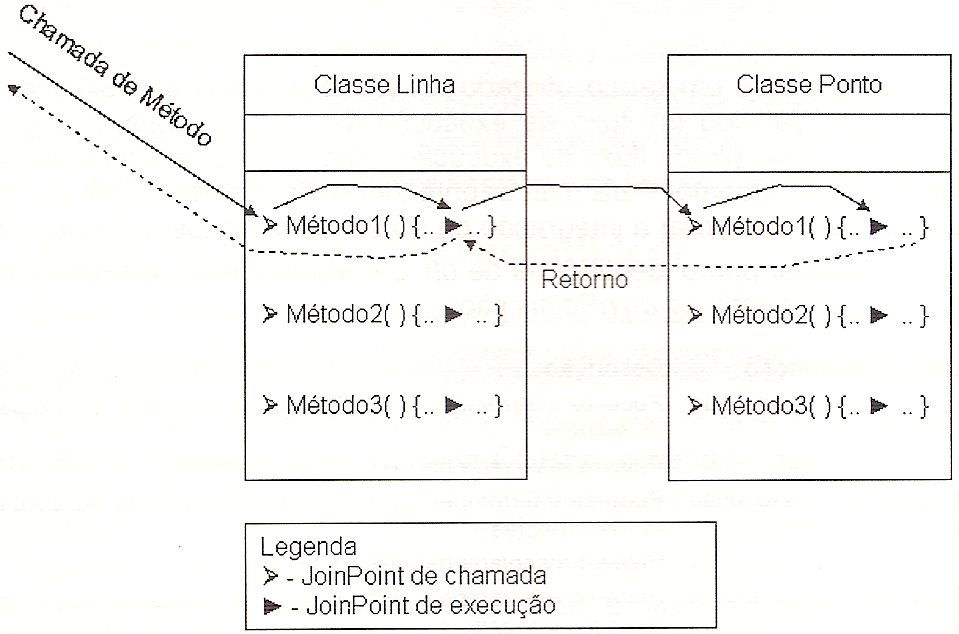 Chamada de Método
Classe Linha
Classe Ponto
Método1( ) {.. ▶ .. }
Método1( ) {.. ▶ .. }
Retorno
Método2( ) {.. ▶ .. }
Método2( ) {.. ▶ .. }
Método3( ) {.. ▶ .. }
Método3( ) {.. ▶ .. }
Legenda
➢ - JoinPoint de chamada
▶ - JoinPoint de execução